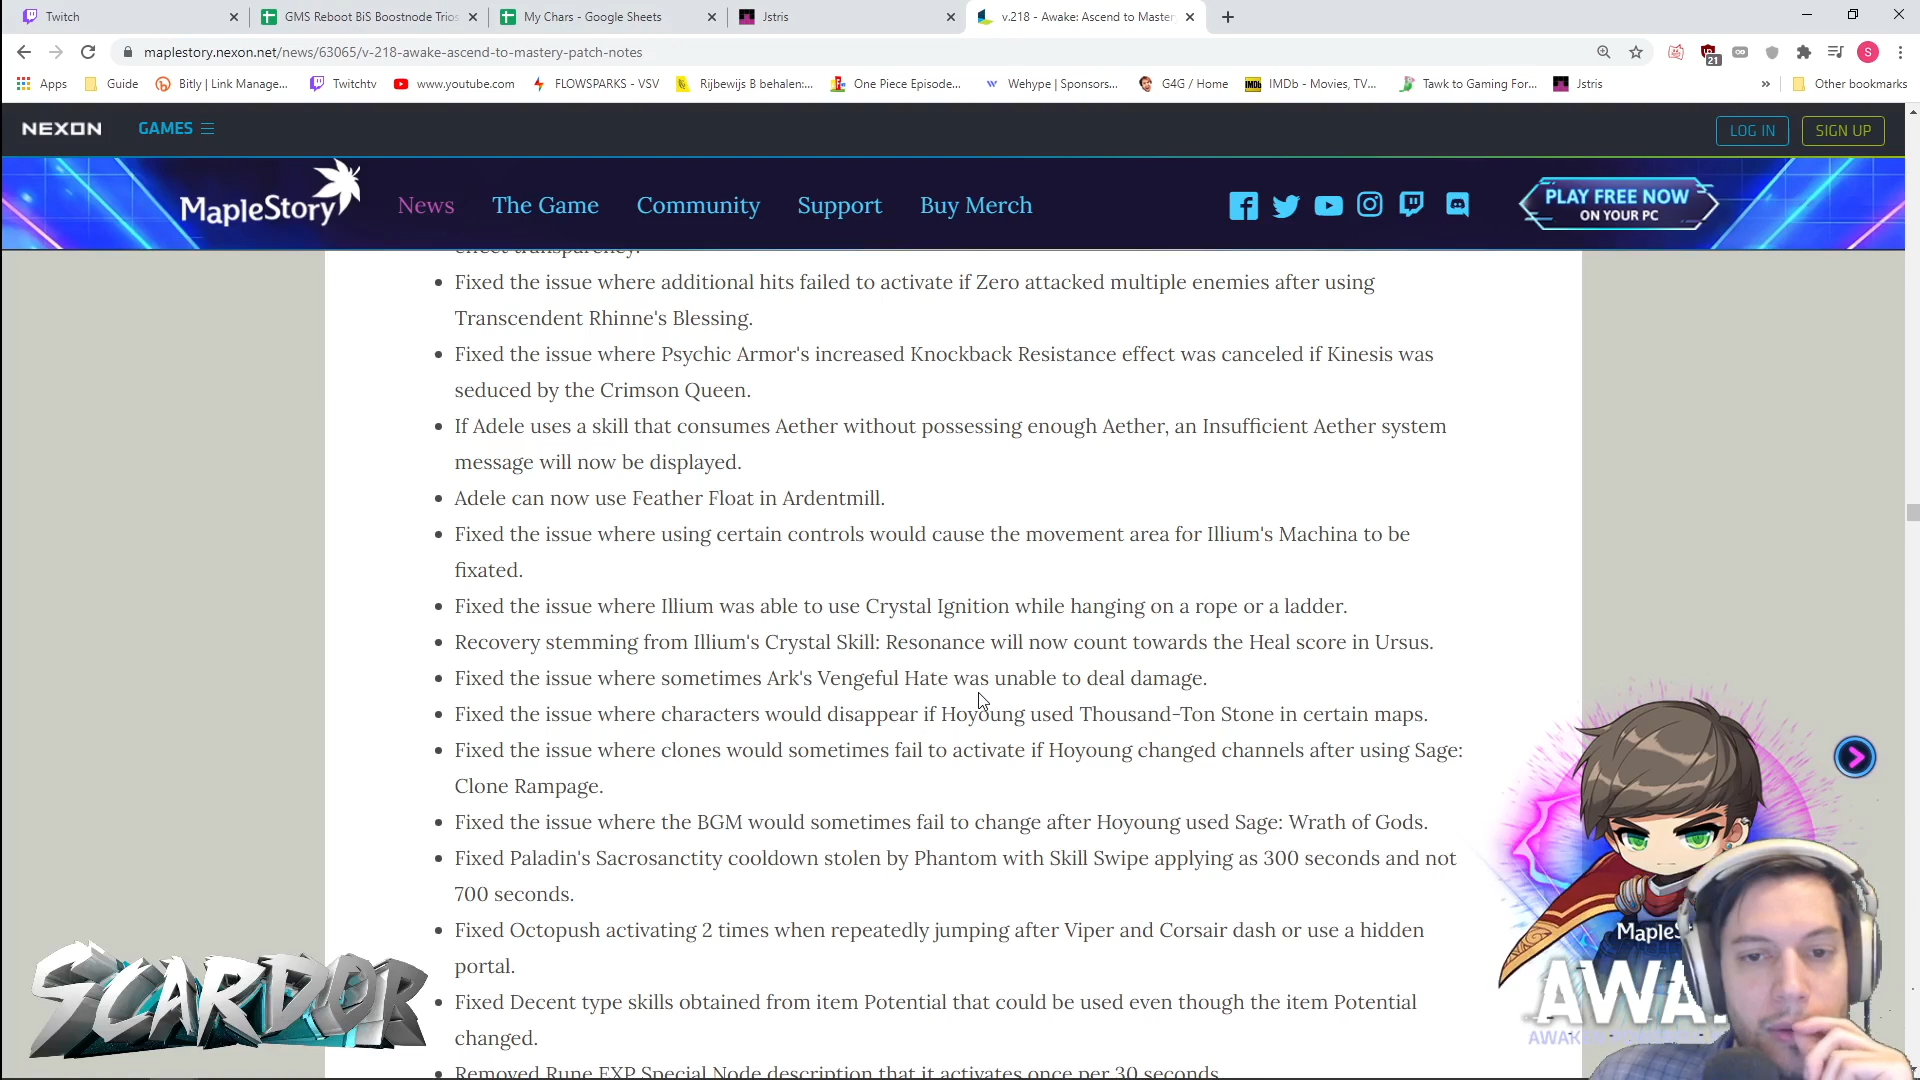 Twitch
GMS Reboot BiS Boostnode Trios
My Chars - Google Sheets
Jstris
v.218 - Awake: Ascend to Master
maplestory.nexon.net/news/63065/v-218-awake-ascend-to-mastery-patch-notes
21
S
Apps
Guide
Bitly | Link Manage...
Twitchtv
www.youtube.com
FLOWSPARKS - VSV
Rijbewijs B behalen:...
One Piece Episode...
Wehype | Sponsors...
G4G / Home
IMDb
IMDb - Movies, TV...
Tawk to Gaming For...
Jstris
»
Other bookmarks
NEXON
GAMES
LOG IN
SIGN UP
MapleStory
News
The Game
Community
Support
Buy Merch
PLAY FREE NOW
ON YOUR PC
effect transparency.
• Fixed the issue where additional hits failed to activate if Zero attacked multiple enemies after using
Transcendent Rhinne's Blessing.
• Fixed the issue where Psychic Armor's increased Knockback Resistance effect was canceled if Kinesis was
seduced by the Crimson Queen.
• If Adele uses a skill that consumes Aether without possessing enough Aether, an Insufficient Aether system
message will now be displayed.
• Adele can now use Feather Float in Ardentmill.
• Fixed the issue where using certain controls would cause the movement area for Illium's Machina to be
fixated.
• Fixed the issue where Illium was able to use Crystal Ignition while hanging on a rope or a ladder.
• Recovery stemming from Illium's Crystal Skill: Resonance will now count towards the Heal score in Ursus.
• Fixed the issue where sometimes Ark's Vengeful Hate was unable to deal damage.
• Fixed the issue where characters would disappear if Hoyoung used Thousand-Ton Stone in certain maps.
• Fixed the issue where clones would sometimes fail to activate if Hoyoung changed channels after using Sage:
Clone Rampage.
• Fixed the issue where the BGM would sometimes fail to change after Hoyoung used Sage: Wrath of Gods.
• Fixed Paladin's Sacrosanctity cooldown stolen by Phantom with Skill Swipe applying as 300 seconds and not
700 seconds.
• Fixed Octopush activating 2 times when repeatedly jumping after Viper and Corsair dash or use a hidden
portal.
• Fixed Decent type skills obtained from item Potential that could be used even though the item Potential
changed.
• Removed Rune EXP Special Node description that it activates once per 30 seconds.
SCARDOR
MapleS
AWA